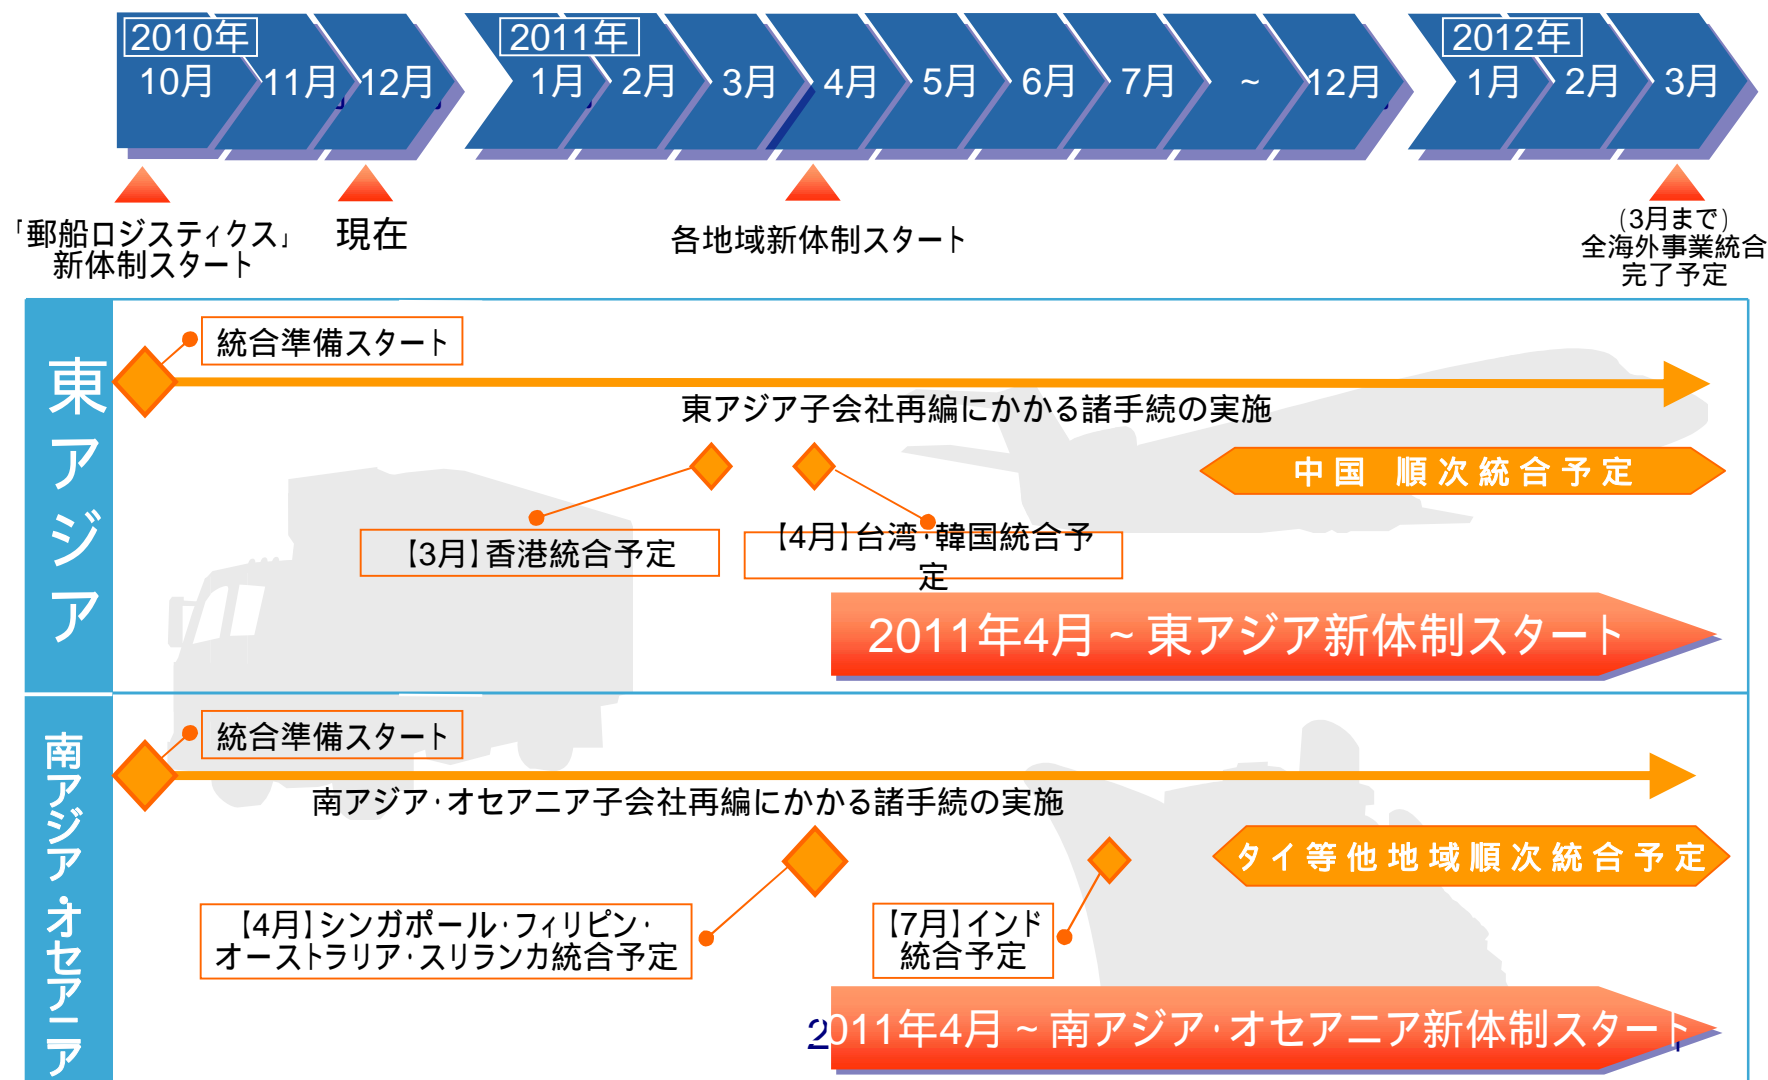 2010年
10月
11月
12月
2011年
1月
2月
3月
4月
5月
6月
7月
~
12月
2012年
1月
2月
3月
「郵船ロジスティクス」
新体制スタート
現在
各地域新体制スタート
(3月まで)
全海外事業統合
完了予定
東アジア
統合準備スタート
東アジア子会社再編にかかる諸手続の実施
中国 順次統合予定
【3月】香港統合予定
【4月】台湾・韓国統合予
定
2011年4月~東アジア新体制スタート
南アジア・オセアニア
統合準備スタート
南アジア・オセアニア子会社再編にかかる諸手続の実施
タイ等他地域順次統合予定
【4月】シンガポール・フィリピン・
オーストラリア・スリランカ統合予定
【7月】インド
統合予定
2011年4月~南アジア・オセアニア新体制スタート